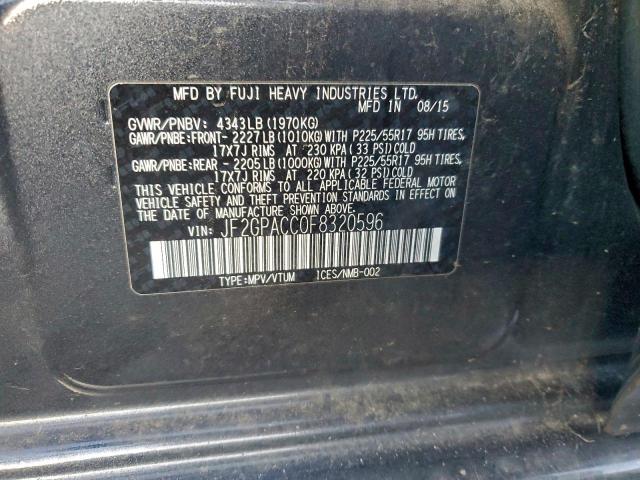 MFD BY FUJI HEAVY INDUSTRIES LTD.
MFD IN 08/15
GVWR/PNBV: 4343LB(1970KG)
GAWR/PNBE:FRONT- 2227LB(1010KG)WITH P225/55R17 95H TIRES,
17X7J RIMS AT 230 KPA(33 PSI)COLD
GAWR/PNBE:REAR - 2205LB(1000KG)WITH P225/55R17 95H TIRES,
17X7J RIMS AT 220 KPA(32 PSI)COLD
THIS VEHICLE CONFORMS TO ALL APPLICABLE FEDERAL MOTOR
VEHICLE SAFETY AND THEFT PREVENTION STANDARDS IN EFFECT ON
THE DATE OF MANUFACTURE SHOWN ABOVE.
VIN: JF2GPACC0F8320596
TYPE:MPV/VTUM ICES/NMB-002